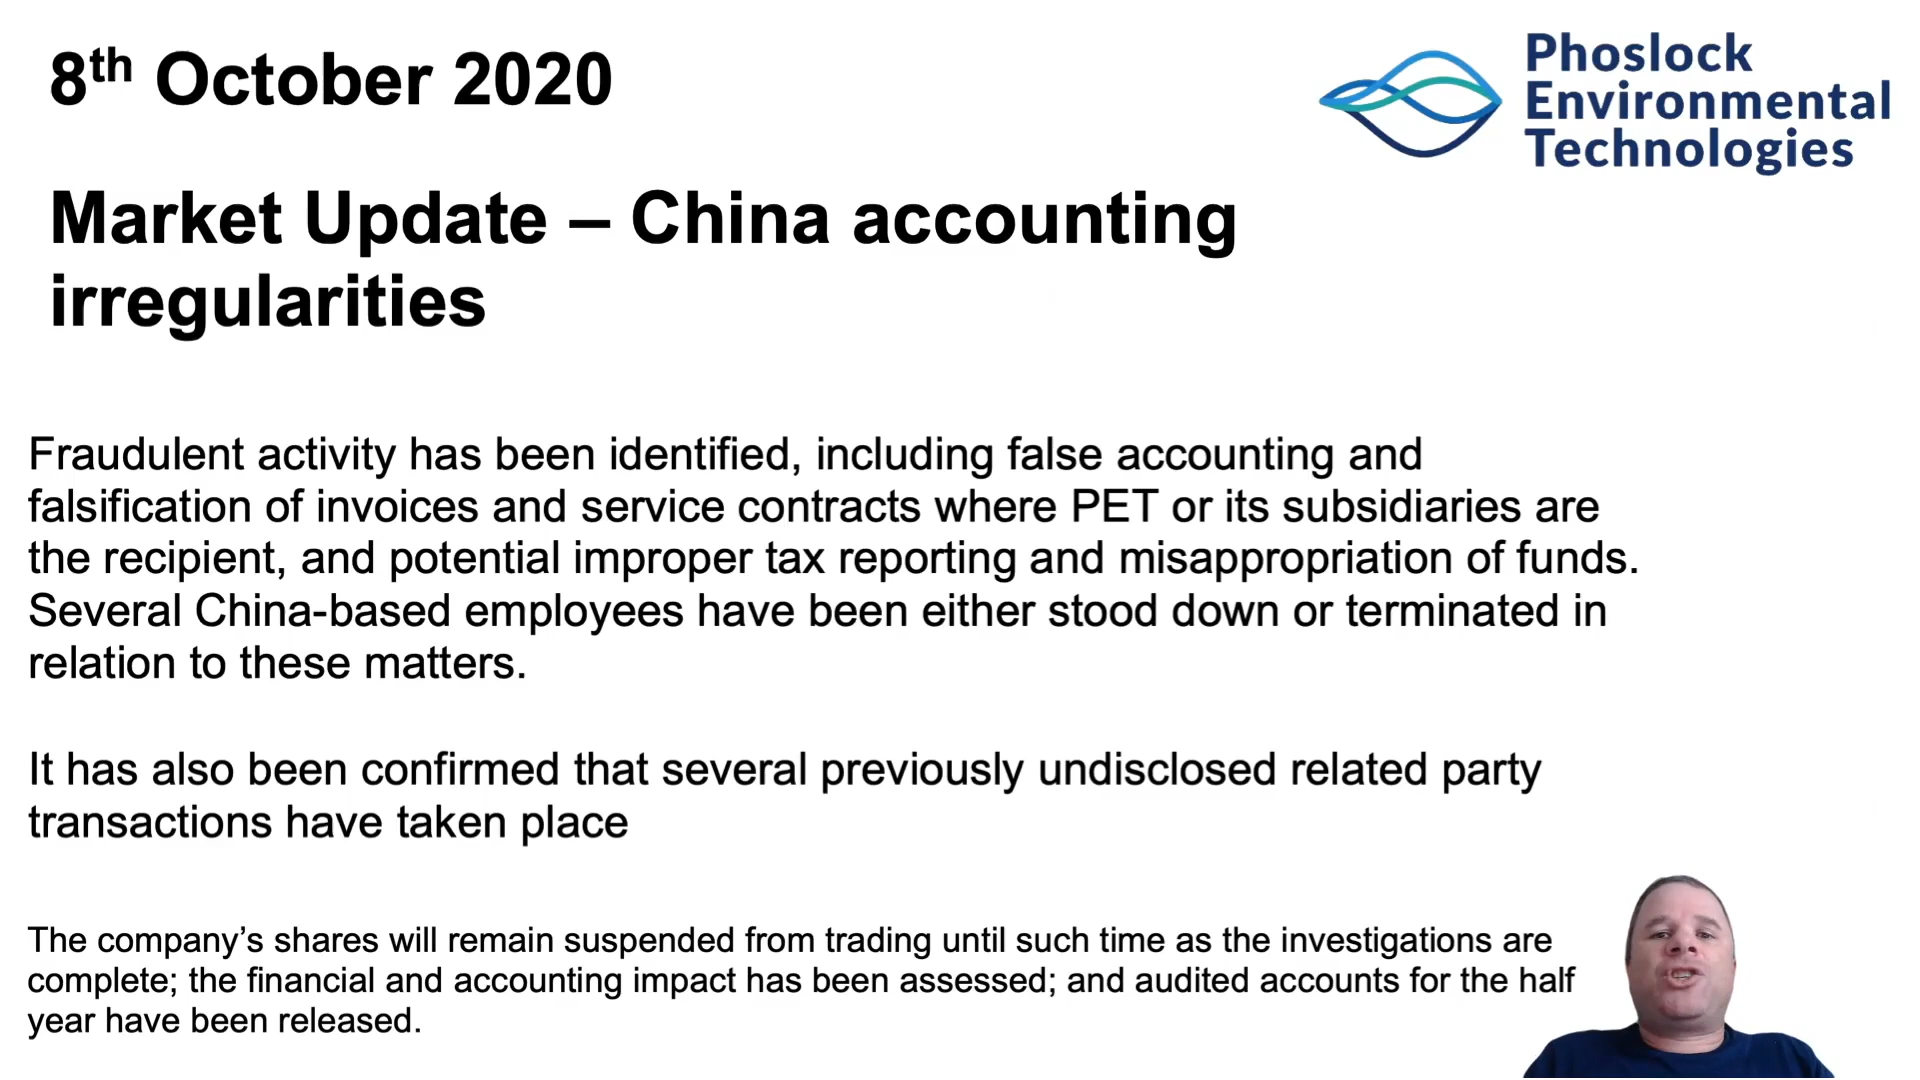 8th October 2020
Phoslock
Environmental
Technologies
Market Update – China accounting
irregularities
Fraudulent activity has been identified, including false accounting and
falsification of invoices and service contracts where PET or its subsidiaries are
the recipient, and potential improper tax reporting and misappropriation of funds.
Several China-based employees have been either stood down or terminated in
relation to these matters.
It has also been confirmed that several previously undisclosed related party
transactions have taken place
The company’s shares will remain suspended from trading until such time as the investigations are
complete; the financial and accounting impact has been assessed; and audited accounts for the half
year have been released.